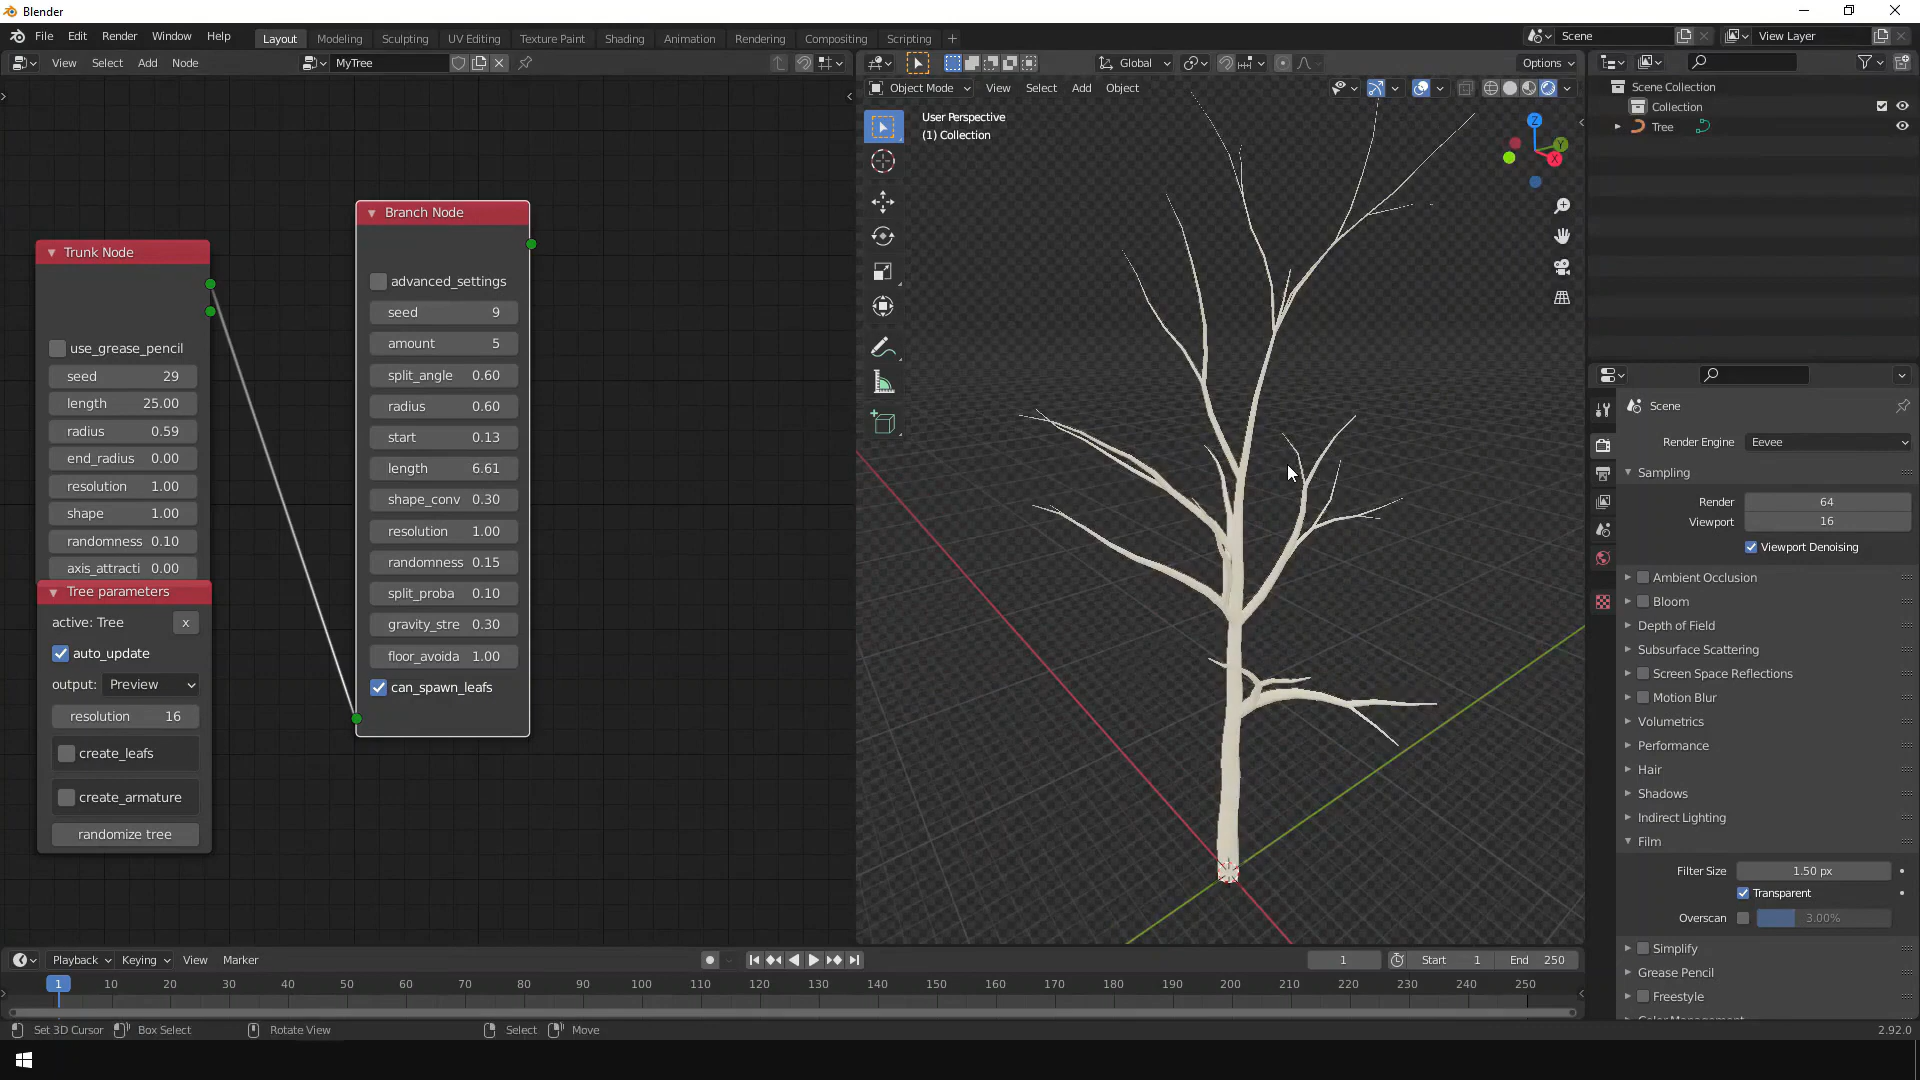 Blender
File Edit Render Window Help
Layout Modeling Sculpting UV Editing Texture Paint Shading Animation Rendering Compositing Scripting +
Scene
View Layer
View Select Add Node
MyTree
Global
Options
Object Mode View Select Add Object
User Perspective
(1) Collection
Z
Y
X
Trunk Node
use_grease_pencil
seed 29
length 25.00
radius 0.59
end_radius 0.00
resolution 1.00
shape 1.00
randomness 0.10
axis_attracti 0.00
Tree parameters
active: Tree x
auto_update
output: Preview
resolution 16
create_leafs
create_armature
randomize tree
Branch Node
advanced_settings
seed 9
amount 5
split_angle 0.60
radius 0.60
start 0.13
length 6.61
shape_conv 0.30
resolution 1.00
randomness 0.15
split_proba 0.10
gravity_stre 0.30
floor_avoida 1.00
can_spawn_leafs
Scene Collection
Collection
Tree
Scene
Render Engine Eevee
Sampling
Render 64
Viewport 16
Viewport Denoising
Ambient Occlusion
Bloom
Depth of Field
Subsurface Scattering
Screen Space Reflections
Motion Blur
Volumetrics
Performance
Hair
Shadows
Indirect Lighting
Film
Filter Size 1.50 px
Transparent
Overscan 3.00%
Simplify
Grease Pencil
Freestyle
Playback Keying View Marker
1
Start 1 End 250
1 10 20 30 40 50 60 70 80 90 100 110 120 130 140 150 160 170 180 190 200 210 220 230 240 250
Set 3D Cursor Box Select Rotate View Select Move
2.92.0